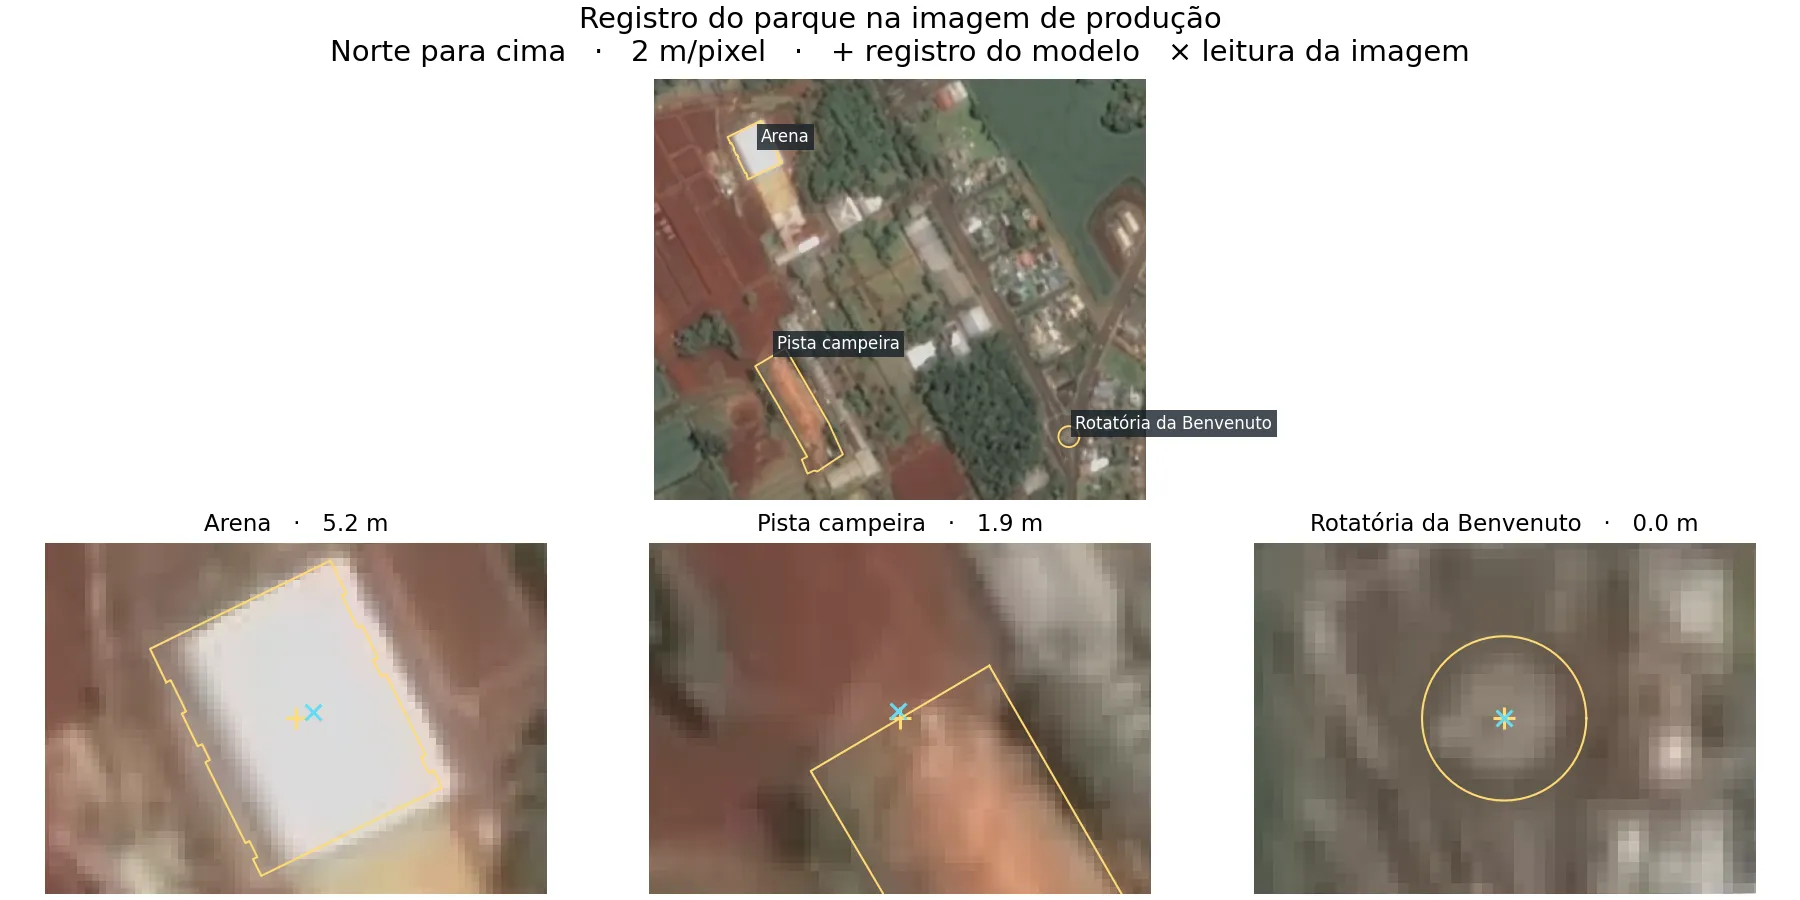 Registro do parque na imagem de produção
Norte para cima · 2 m/pixel · + registro do modelo × leitura da imagem
Arena
Pista campeira
Rotatória da Benvenuto
Arena · 5.2 m
Pista campeira · 1.9 m
Rotatória da Benvenuto · 0.0 m